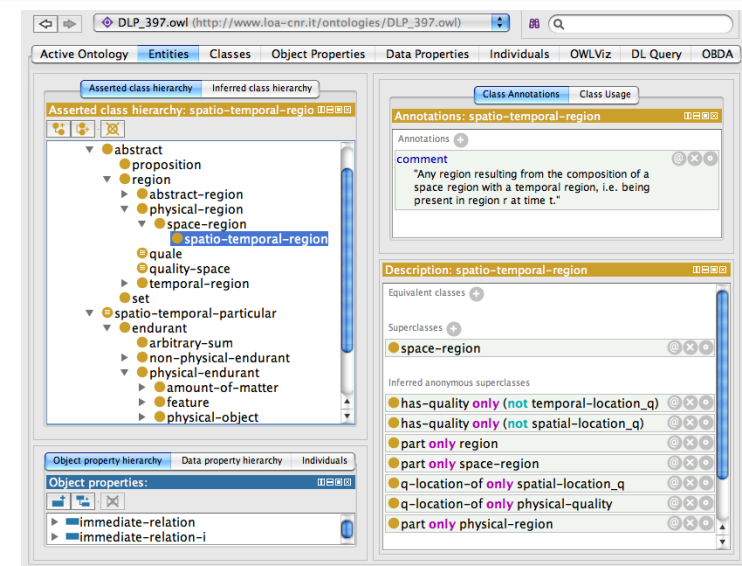 DLP_397.owl (http://www.loa-cnr.it/ontologies/DLP_397.owl)
Active Ontology Entities Classes Object Properties Data Properties Individuals OWLViz DL Query OBDA
Asserted class hierarchy Inferred class hierarchy
Asserted class hierarchy: spatio-temporal-regio
abstract
proposition
region
abstract-region
physical-region
space-region
spatio-temporal-region
quale
quality-space
temporal-region
set
spatio-temporal-particular
endurant
arbitrary-sum
non-physical-endurant
physical-endurant
amount-of-matter
feature
physical-object
Object property hierarchy Data property hierarchy Individuals
Object properties:
immediate-relation
immediate-relation-i
Class Annotations Class Usage
Annotations: spatio-temporal-region
Annotations
comment
"Any region resulting from the composition of a
space region with a temporal region, i.e. being
present in region r at time t."
Description: spatio-temporal-region
Equivalent classes
Superclasses
space-region
Inferred anonymous superclasses
has-quality only (not temporal-location_q)
has-quality only (not spatial-location_q)
part only region
part only space-region
q-location-of only spatial-location_q
q-location-of only physical-quality
part only physical-region